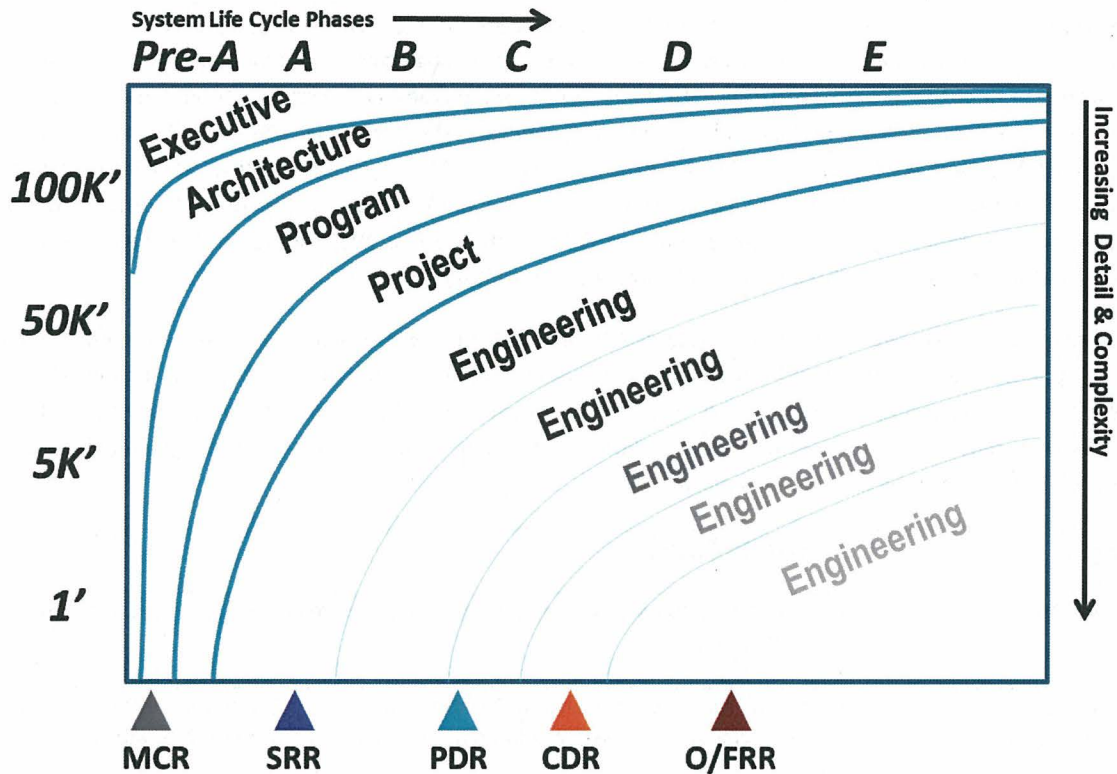 System Life Cycle Phases
Pre-A A B C D E
Executive
Architecture
Program
Project
Engineering
Engineering
Engineering
Engineering
Engineering
100K’
50K’
5K’
1’
Increasing Detail & Complexity
MCR SRR PDR CDR O/FRR